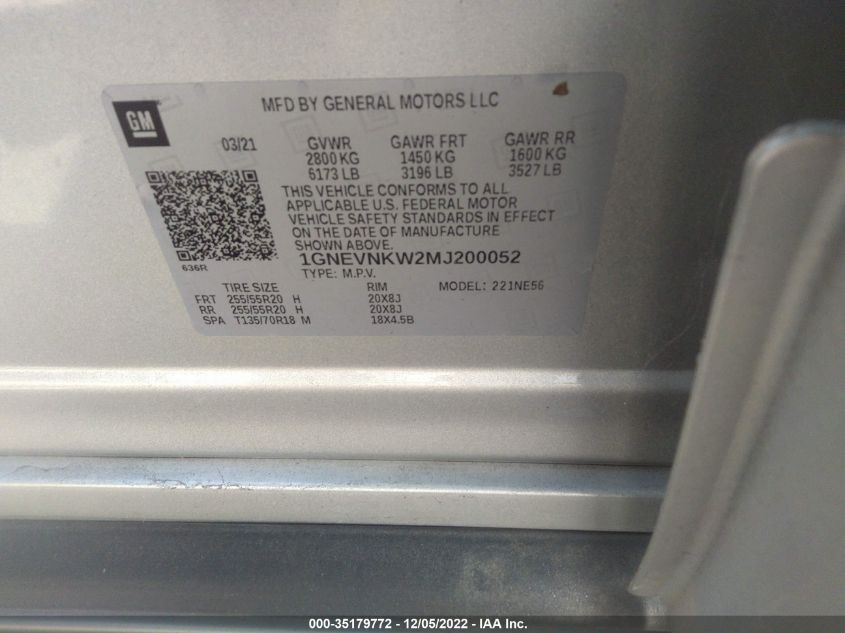 GM
MFD BY GENERAL MOTORS LLC
03/21 GVWR GAWR FRT GAWR RR
2800 KG 1450 KG 1600 KG
6173 LB 3196 LB 3527 LB
THIS VEHICLE CONFORMS TO ALL
APPLICABLE U.S. FEDERAL MOTOR
VEHICLE SAFETY STANDARDS IN EFFECT
ON THE DATE OF MANUFACTURE
SHOWN ABOVE.
636R
1GNEVNKW2MJ200052
TYPE: M.P.V.
TIRE SIZE RIM MODEL: 221NE56
FRT 255/55R20 H 20X8J
RR 255/55R20 H 20X8J
SPA T135/70R18 M 18X4.5B
000-35179772 - 12/05/2022 - IAA Inc.